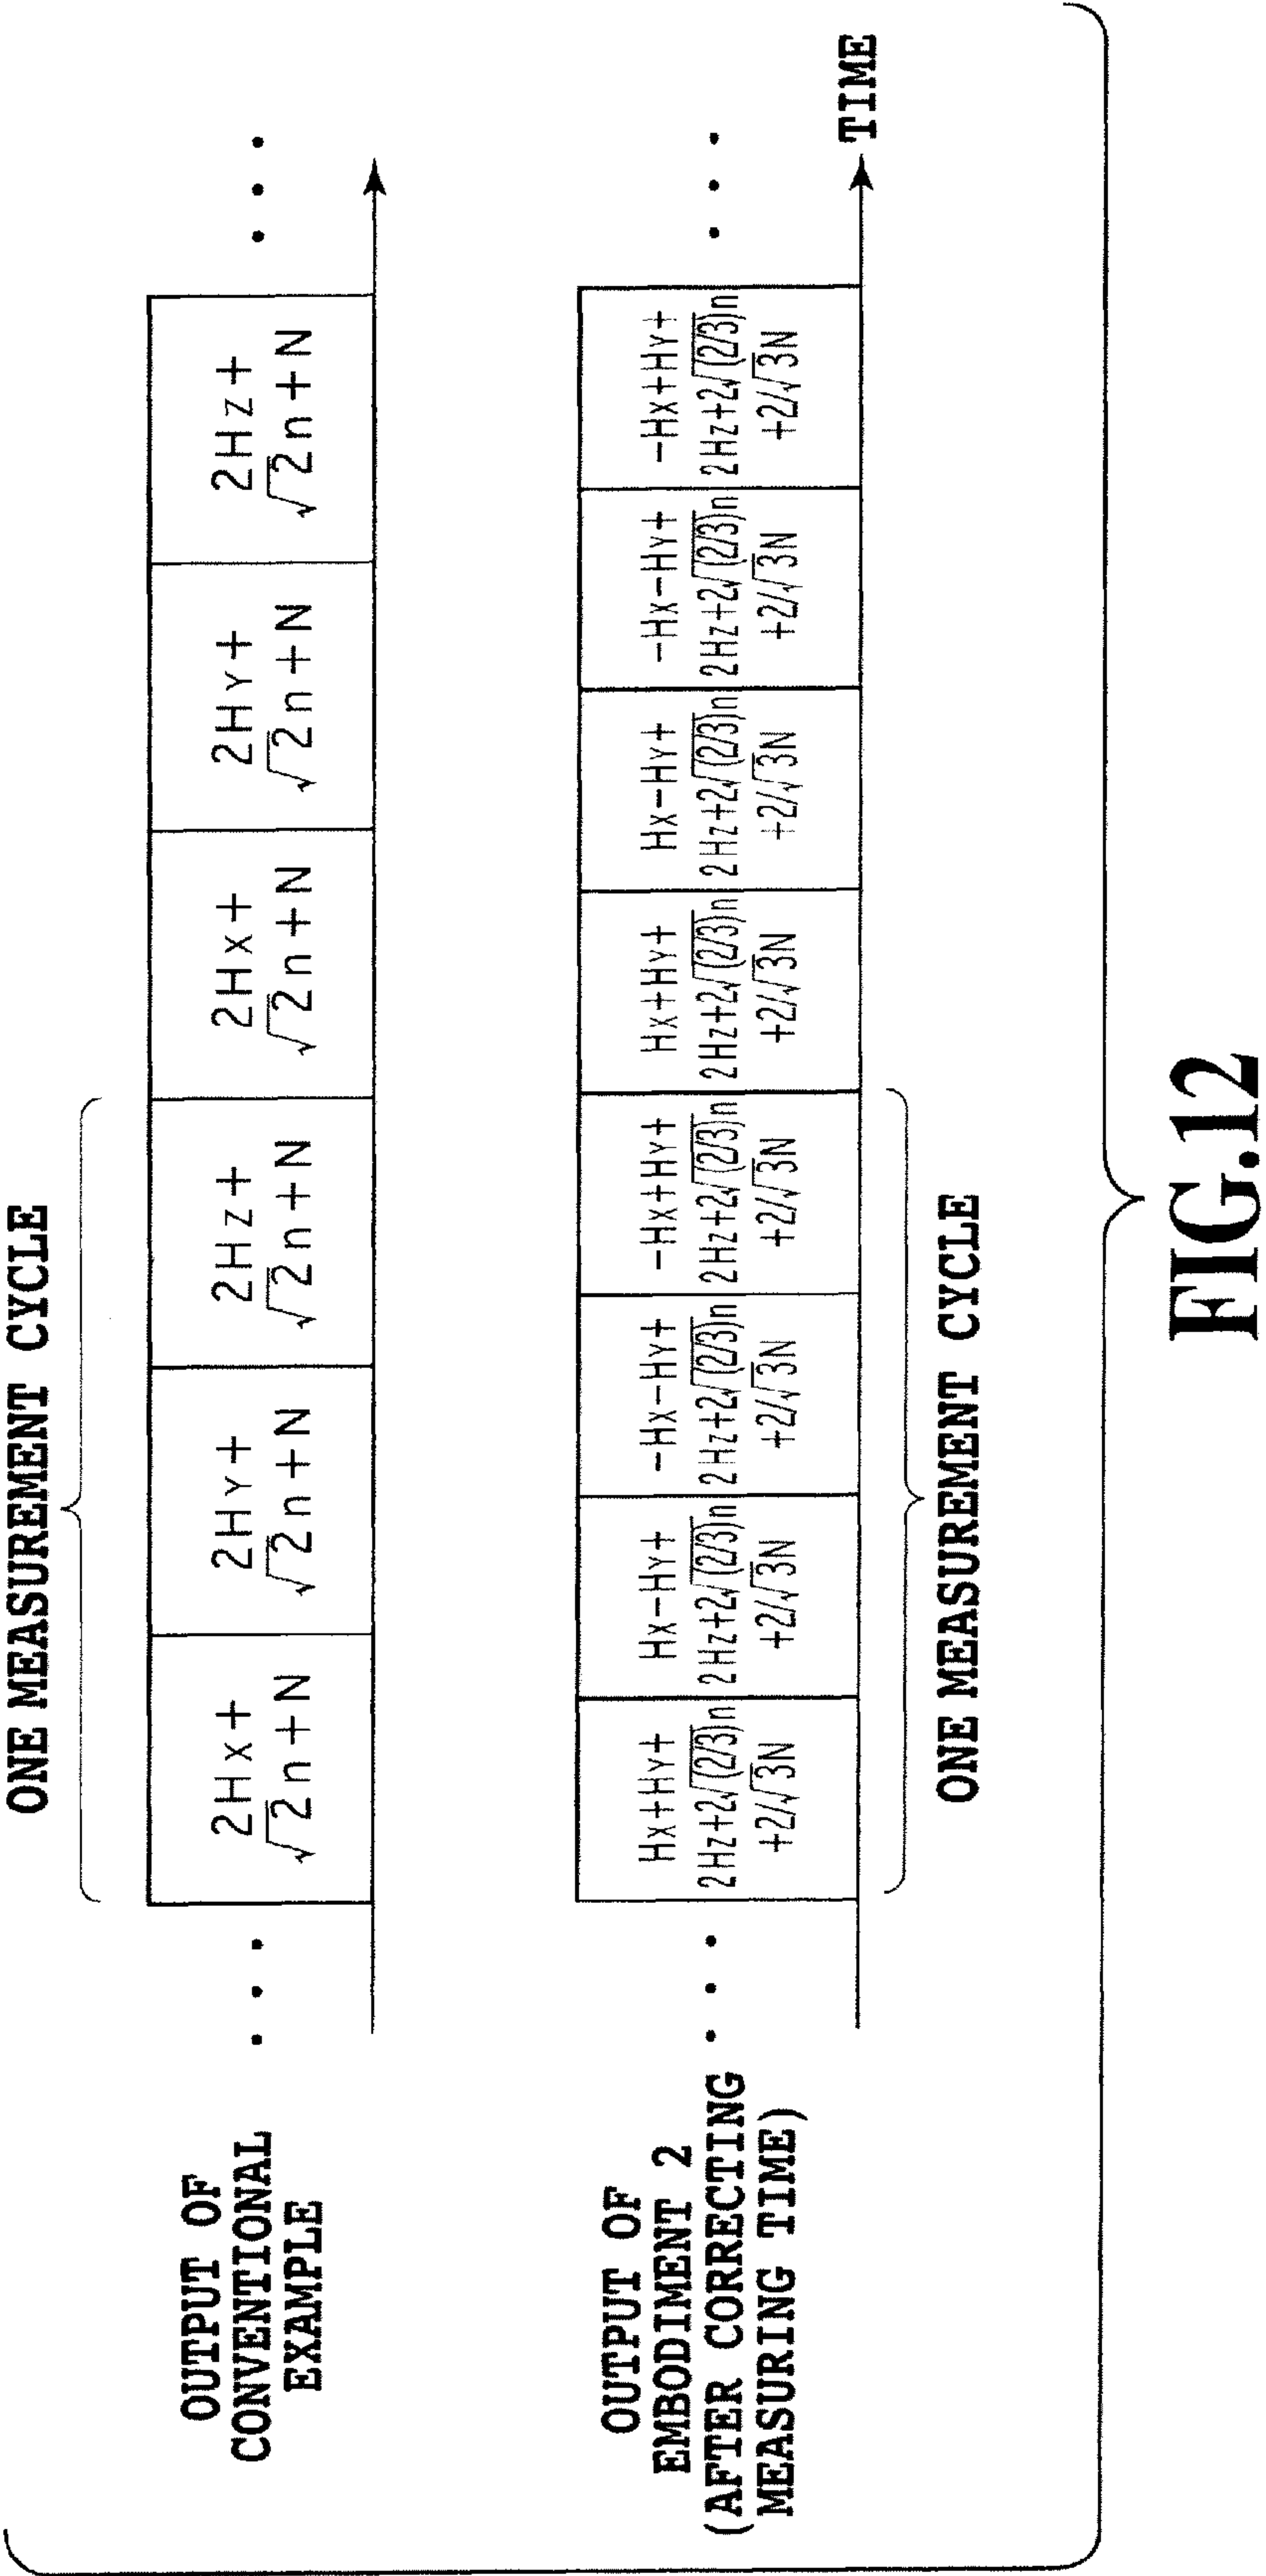 ONE MEASUREMENT CYCLE
OUTPUT OF
CONVENTIONAL
EXAMPLE
• • •
2Hx+
√2n+N
2Hy+
√2n+N
2Hz+
√2n+N
2Hx+
√2n+N
2Hy+
√2n+N
2Hz+
√2n+N
• • •
OUTPUT OF
EMBODIMENT 2
(AFTER CORRECTING
MEASURING TIME)
• • •
Hx+Hy+
2Hz+2√(2/3)n
+2/√3N
Hx−Hy+
2Hz+2√(2/3)n
+2/√3N
−Hx−Hy+
2Hz+2√(2/3)n
+2/√3N
−Hx+Hy+
2Hz+2√(2/3)n
+2/√3N
Hx+Hy+
2Hz+2√(2/3)n
+2/√3N
Hx−Hy+
2Hz+2√(2/3)n
+2/√3N
−Hx−Hy+
2Hz+2√(2/3)n
+2/√3N
−Hx+Hy+
2Hz+2√(2/3)n
+2/√3N
• • •
TIME
ONE MEASUREMENT CYCLE
FIG.12